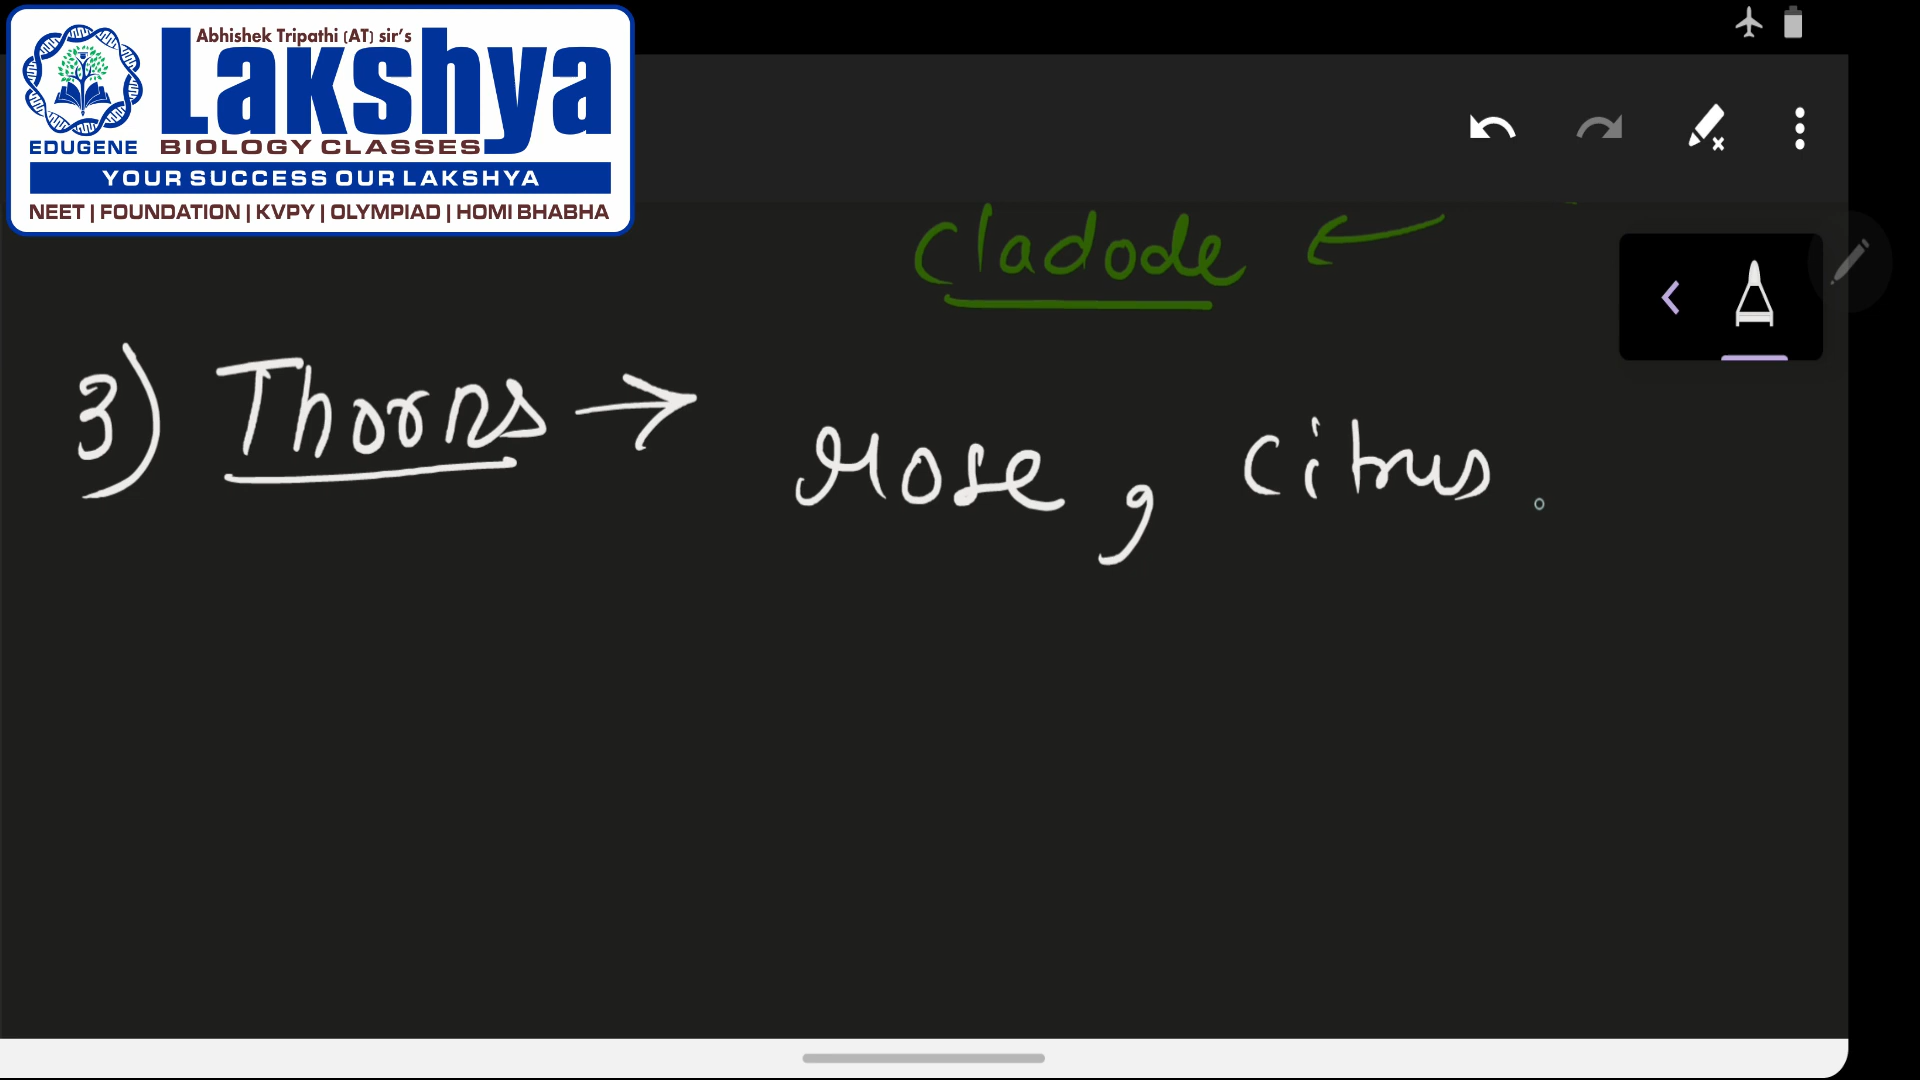 Abhishek Tripathi (AT) sir's
Lakshya
EDUGENE BIOLOGY CLASSES
YOUR SUCCESS OUR LAKSHYA
NEET | FOUNDATION | KVPY | OLYMPIAD | HOMI BHABHA
Cladode ←
3) Thorns → Rose, Citrus.